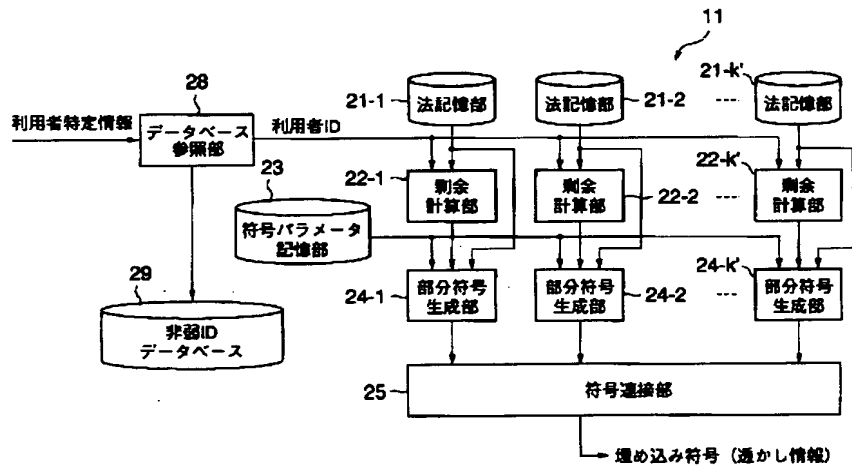 11
21-1
法記憶部
法記憶部
21-2
21-k'
法記憶部
28
利用者特定情報
データベース
参照部
利用者ID
23
符号パラメータ
記憶部
22-1
剰余
計算部
剰余
計算部
22-2
22-k'
剰余
計算部
29
非弱ID
データベース
24-1
部分符号
生成部
部分符号
生成部
24-2
24-k'
部分符号
生成部
25
符号連接部
埋め込み符号（透かし情報）